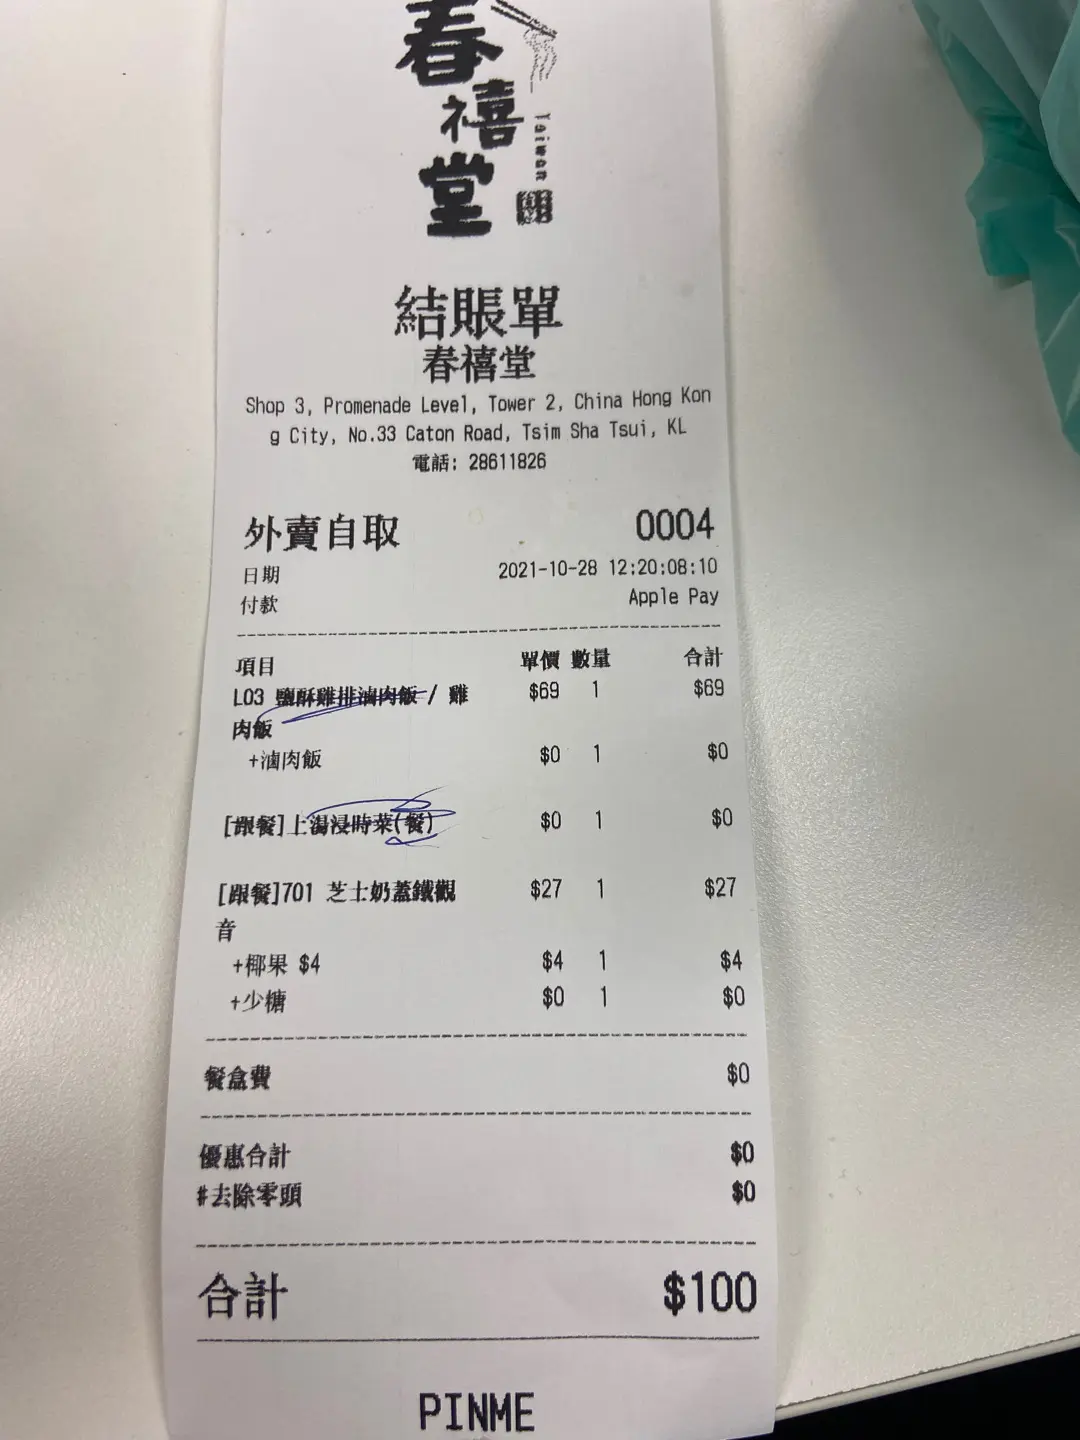 春禧堂
Taiwan
結賬單
春禧堂
Shop 3, Promenade Level, Tower 2, China Hong Kon
g City, No.33 Caton Road, Tsim Sha Tsui, KL
電話: 28611826
外賣自取 0004
日期 2021-10-28 12:20:08:10
付款 Apple Pay
項目 單價 數量 合計
L03 鹽酥雞排滷肉飯 / 雞 $69 1 $69
肉飯
+滷肉飯 $0 1 $0
[跟餐]上湯浸時菜(餐) $0 1 $0
[跟餐]701 芝士奶蓋鐵觀 $27 1 $27
音
+椰果 $4 $4 1 $4
+少糖 $0 1 $0
餐盒費 $0
優惠合計 $0
#去除零頭 $0
合計 $100
PINME